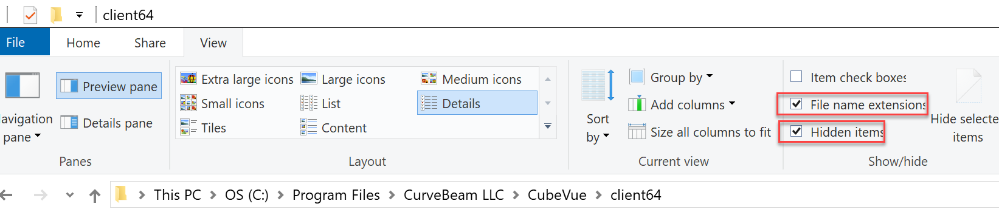 client64
File Home Share View
Extra large icons Large icons Medium icons
Group by
Item check boxes
Preview pane
Small icons List Details
Add columns
File name extensions
Sort by
Hide selecte
items
avigation
pane
Details pane
Tiles Content
Size all columns to fit
Hidden items
Panes Layout Current view Show/hide
This PC > OS (C:) > Program Files > CurveBeam LLC > CubeVue > client64